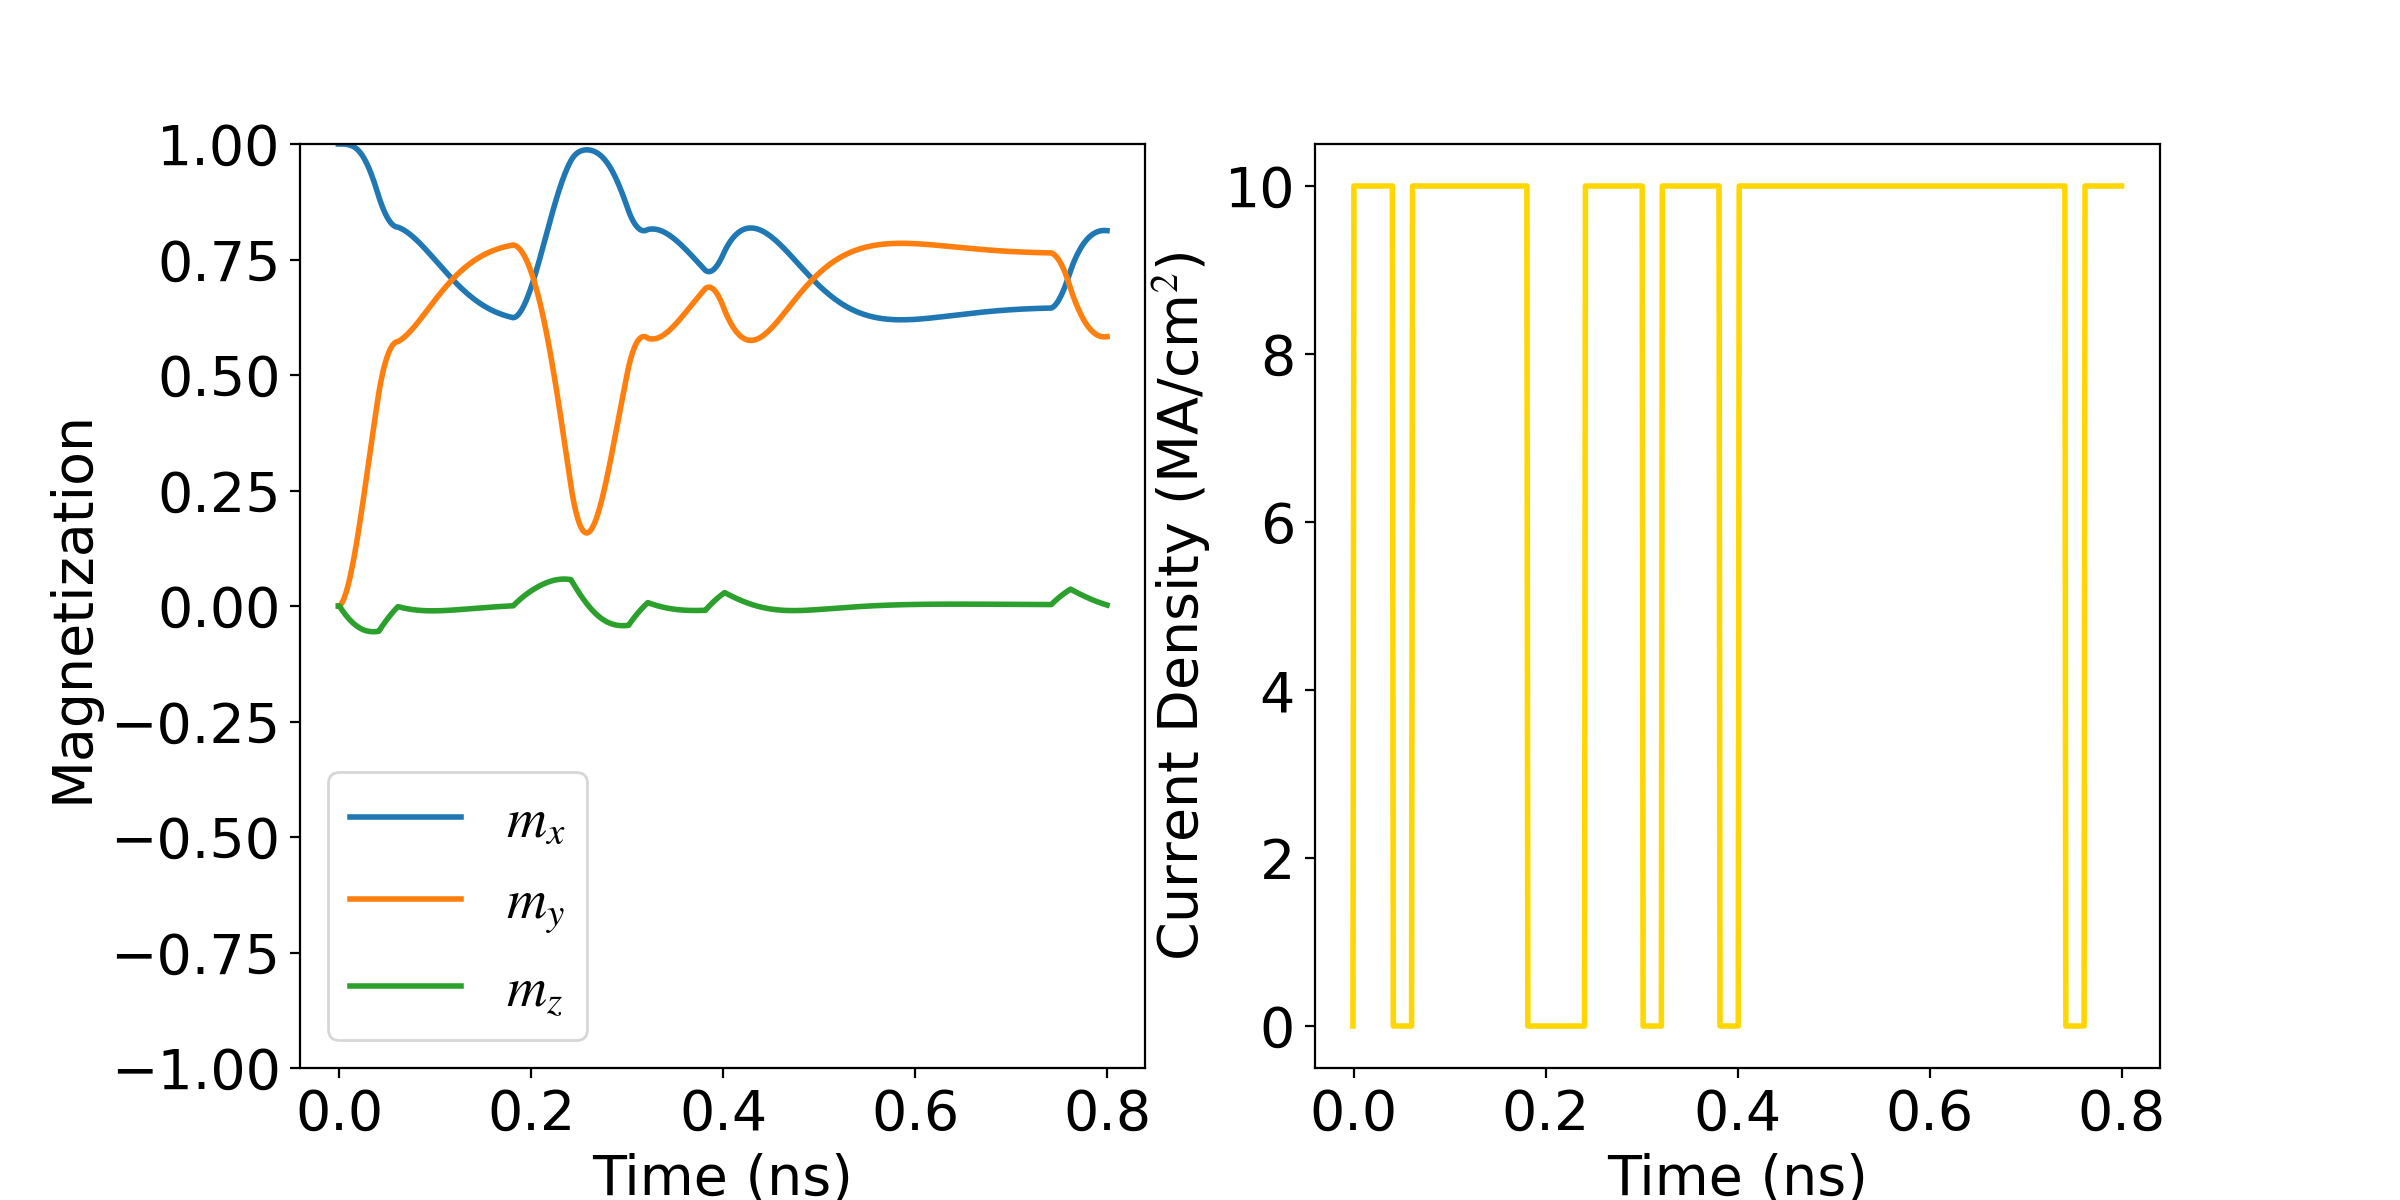 Magnetization
1.00
0.75
0.50
0.25
0.00
−0.25
−0.50
−0.75
−1.00
m_x
m_y
m_z
0.0 0.2 0.4 0.6 0.8
Time (ns)
Current Density (MA/cm²)
10
8
6
4
2
0
0.0 0.2 0.4 0.6 0.8
Time (ns)